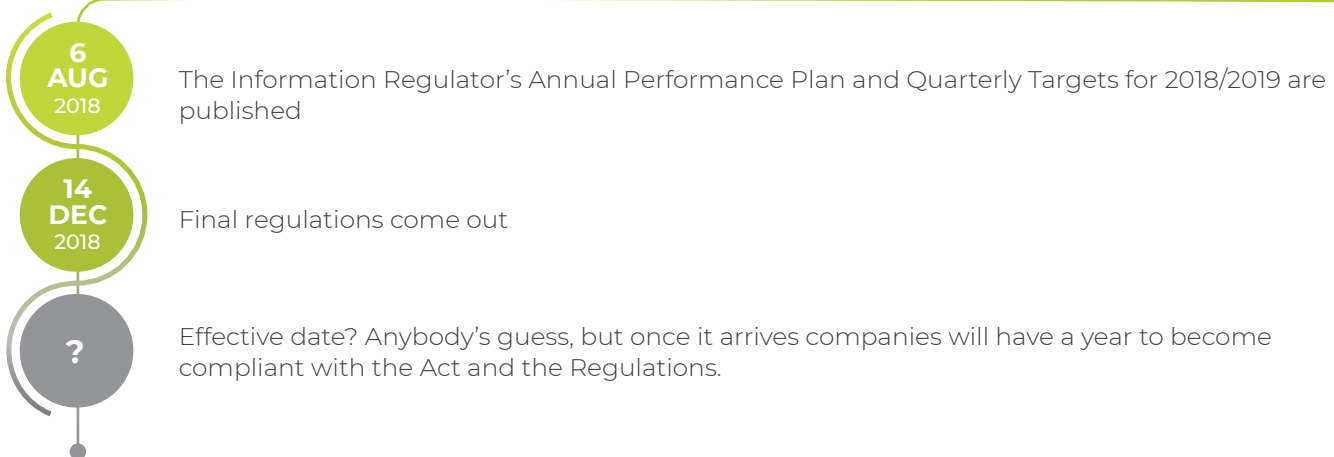 6
AUG
2018
The Information Regulator’s Annual Performance Plan and Quarterly Targets for 2018/2019 are
published
14
DEC
2018
Final regulations come out
?
Effective date? Anybody’s guess, but once it arrives companies will have a year to become
compliant with the Act and the Regulations.